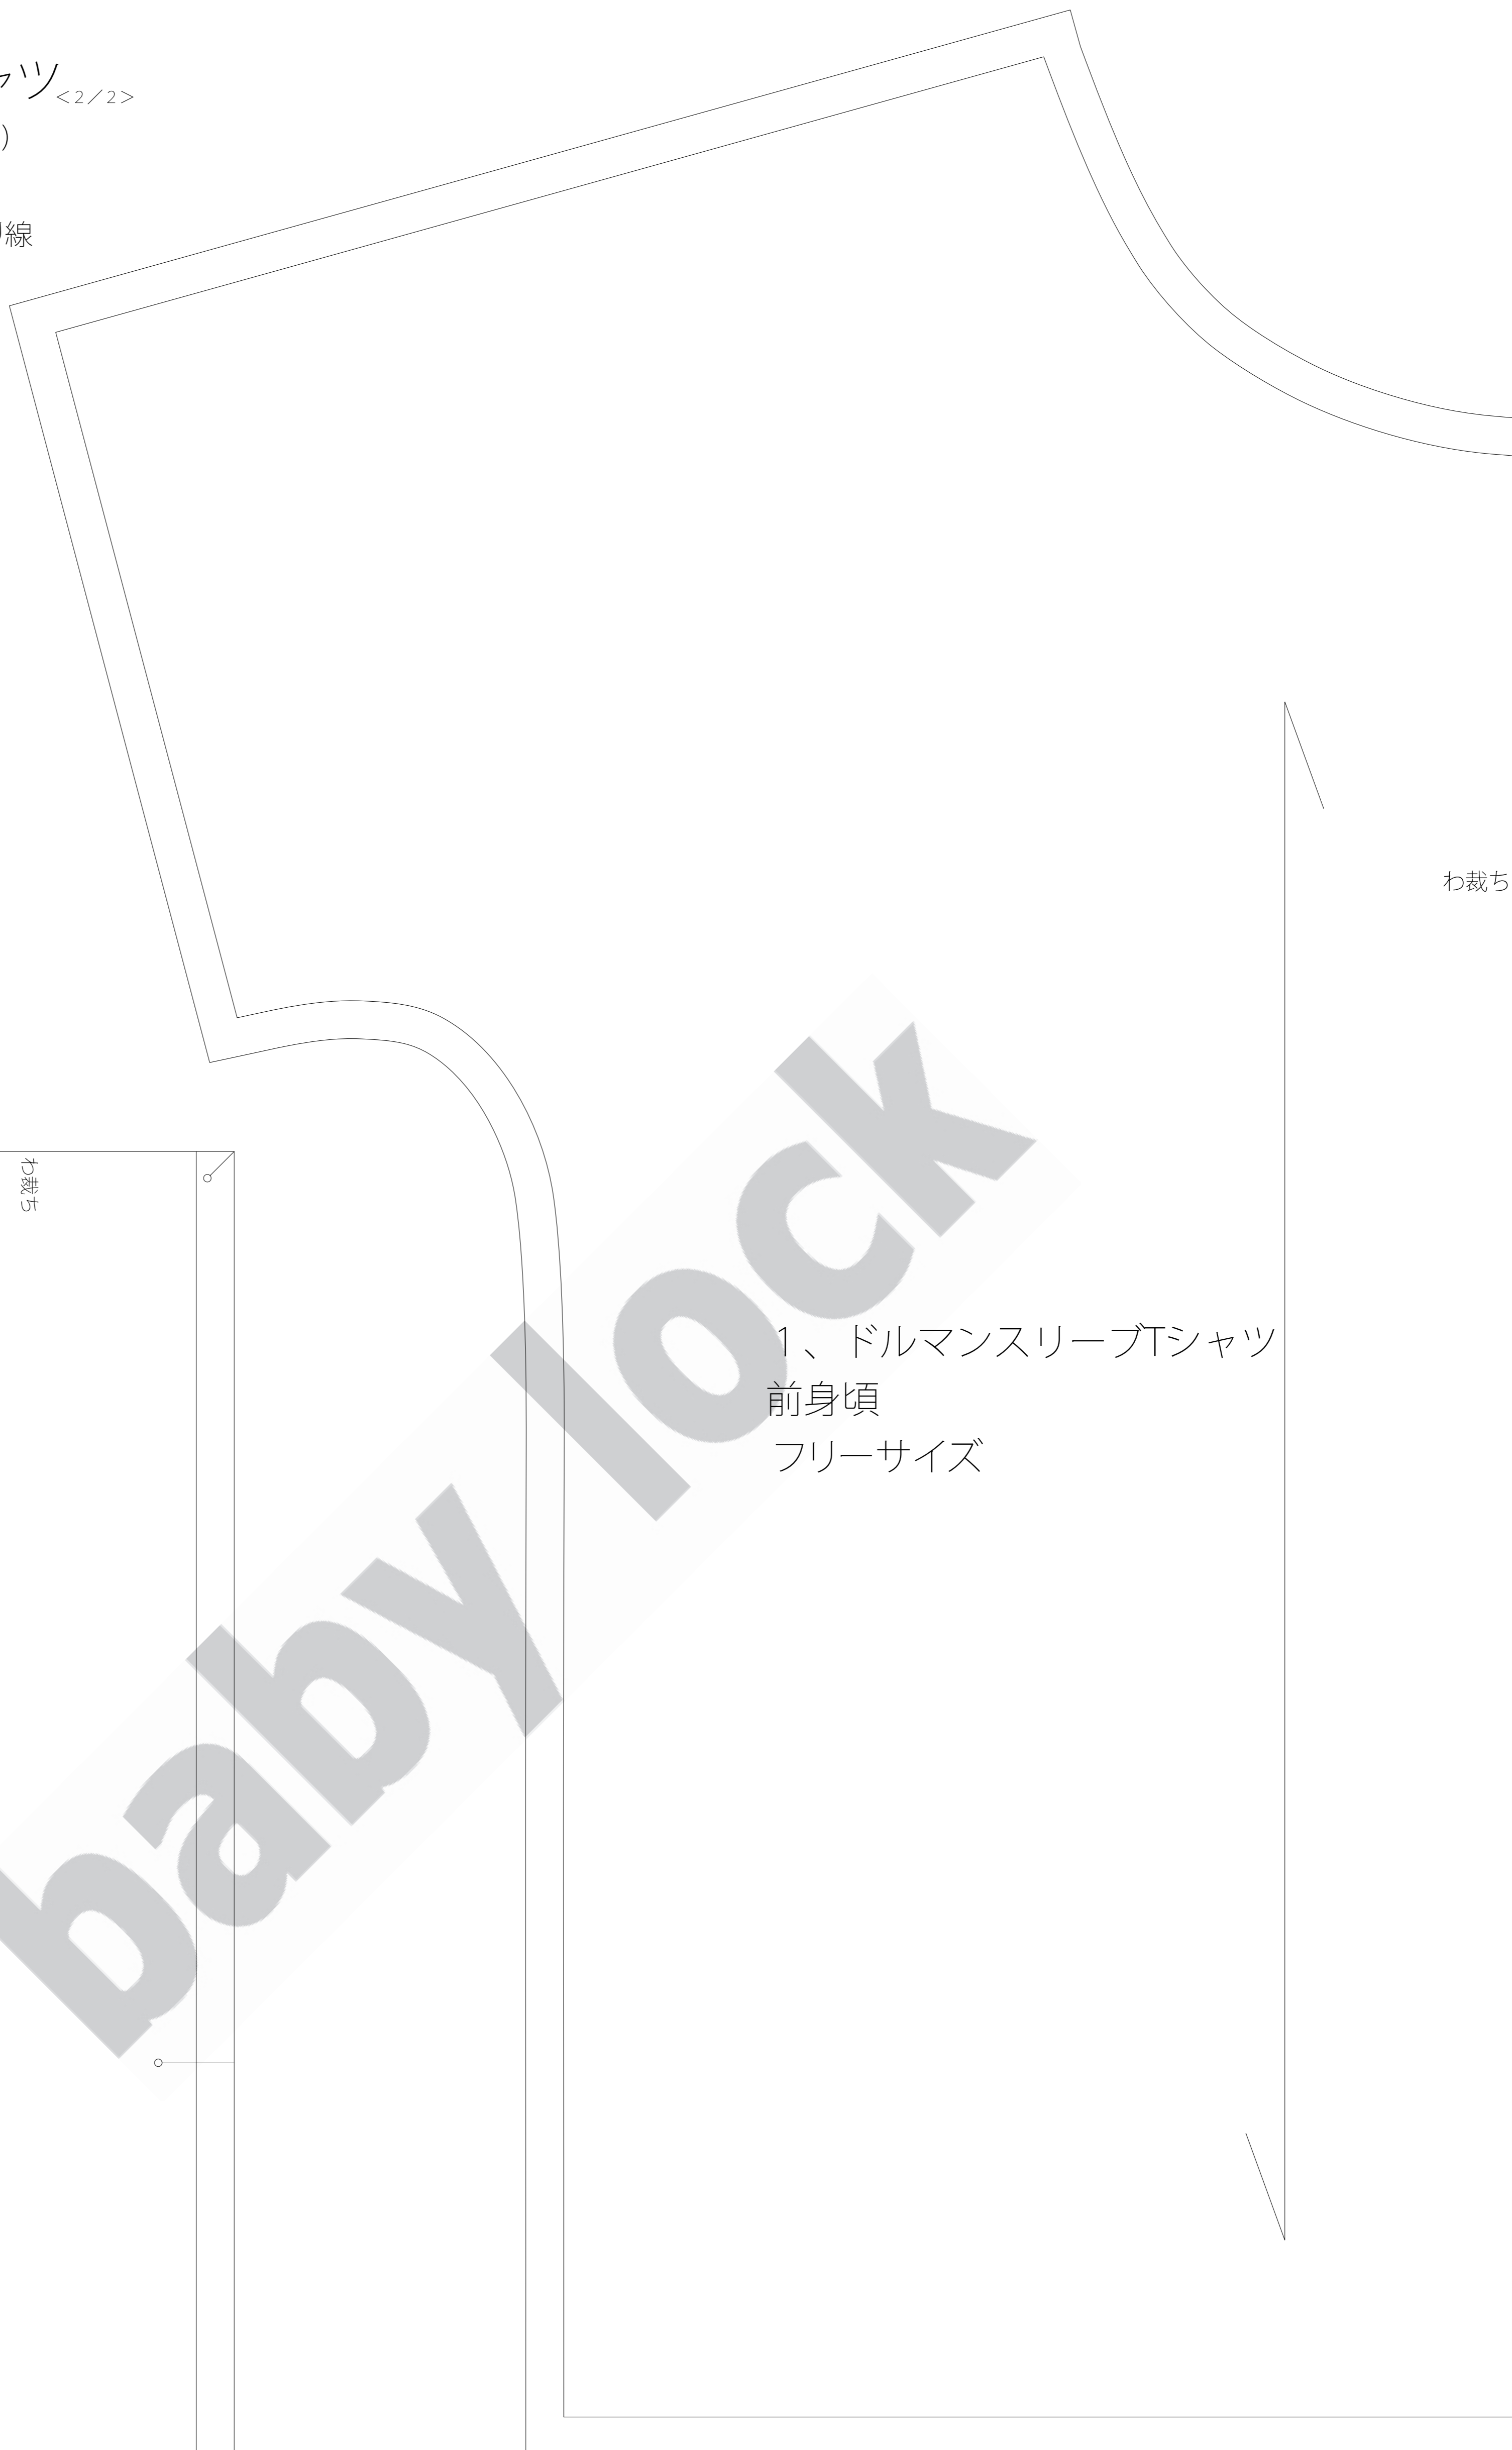 ャツ<2／2>
）
り線
わ裁ち
わ裁ち
baby lock
1、ドルマンスリーブTシャツ
前身頃
フリーサイズ